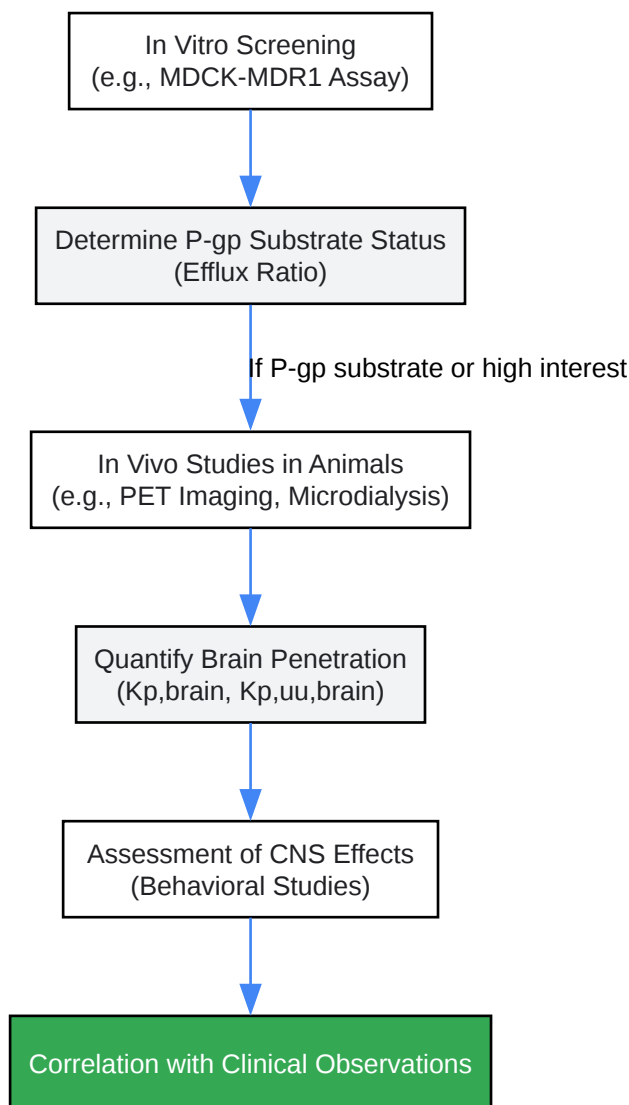 In Vitro Screening
(e.g., MDCK-MDR1 Assay)
Determine P-gp Substrate Status
(Efflux Ratio)
If P-gp substrate or high interest
In Vivo Studies in Animals
(e.g., PET Imaging, Microdialysis)
Quantify Brain Penetration
(Kp,brain, Kp,uu,brain)
Assessment of CNS Effects
(Behavioral Studies)
Correlation with Clinical Observations